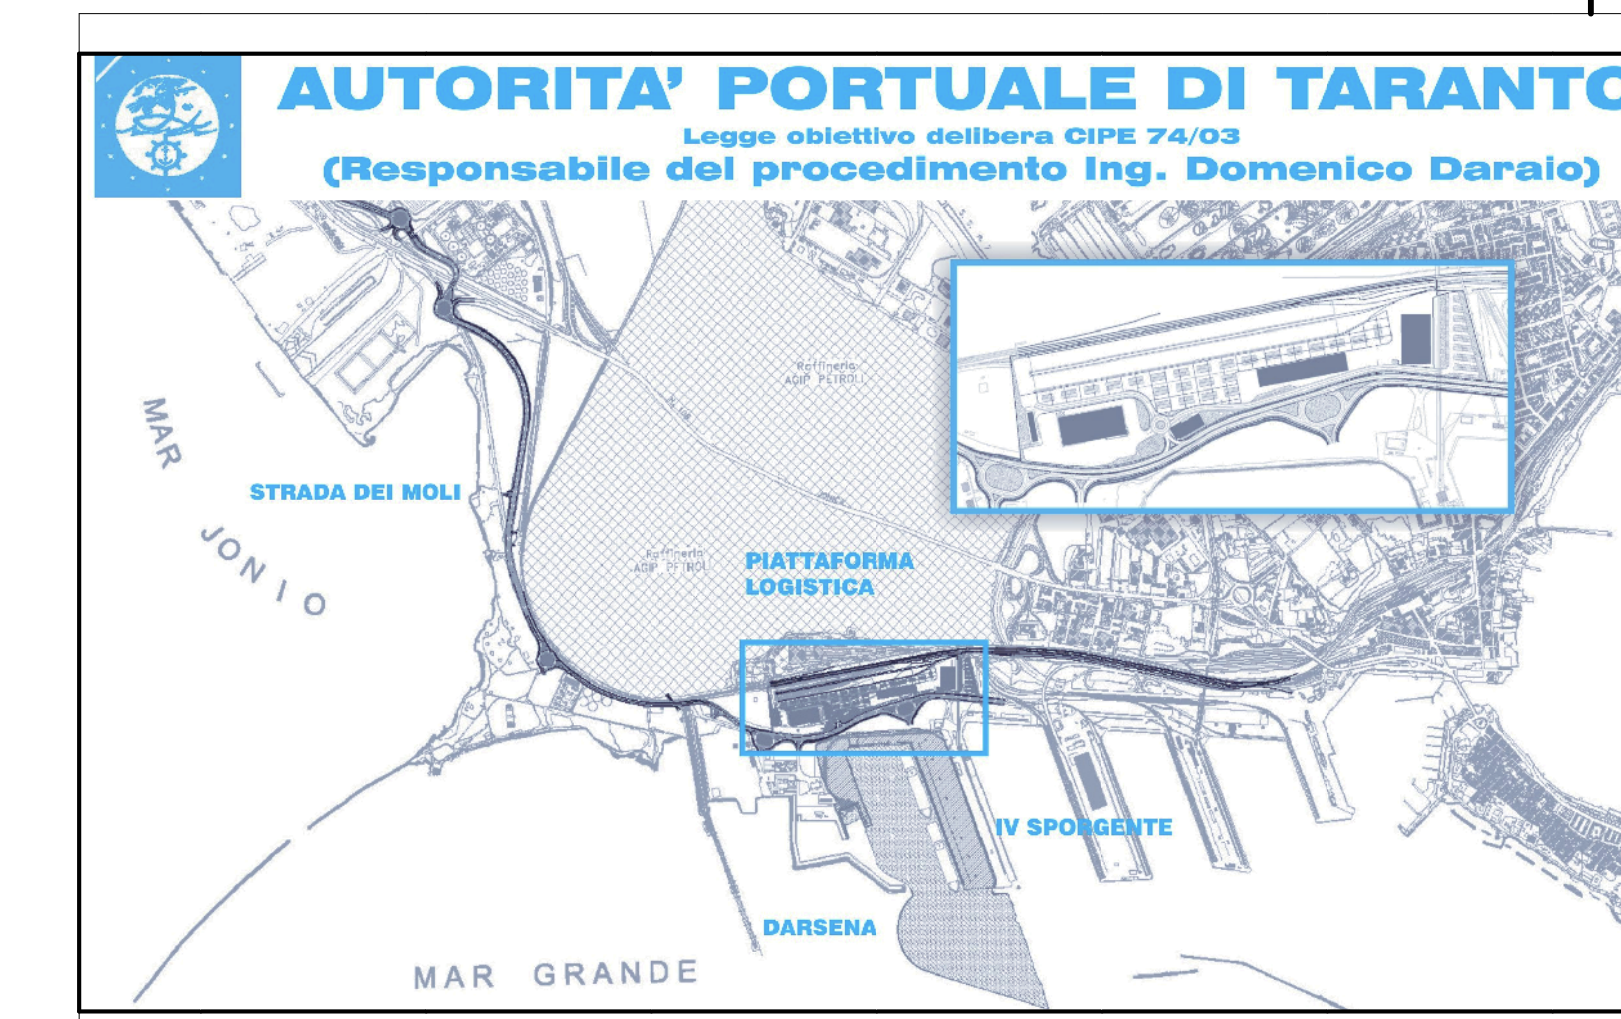 AUTORITA' PORTUALE DI TARANTO
Legge obiettivo delibera CIPE 74/03
(Responsabile del procedimento Ing. Domenico Daraio)
Raffineria
AGIP PETROLI
MAR
JONIO
STRADA DEI MOLI
Raffineria
AGIP PETROLI
PIATTAFORMA
LOGISTICA
IV SPORGENTE
DARSENA
MAR GRANDE